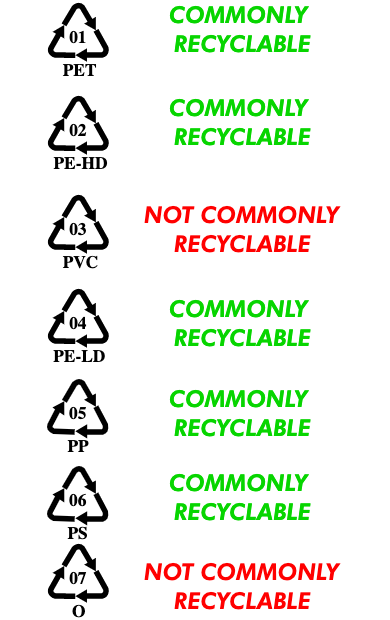 01
PET
COMMONLY
RECYCLABLE
02
PE-HD
COMMONLY
RECYCLABLE
03
PVC
NOT COMMONLY
RECYCLABLE
04
PE-LD
COMMONLY
RECYCLABLE
05
PP
COMMONLY
RECYCLABLE
06
PS
COMMONLY
RECYCLABLE
07
O
NOT COMMONLY
RECYCLABLE